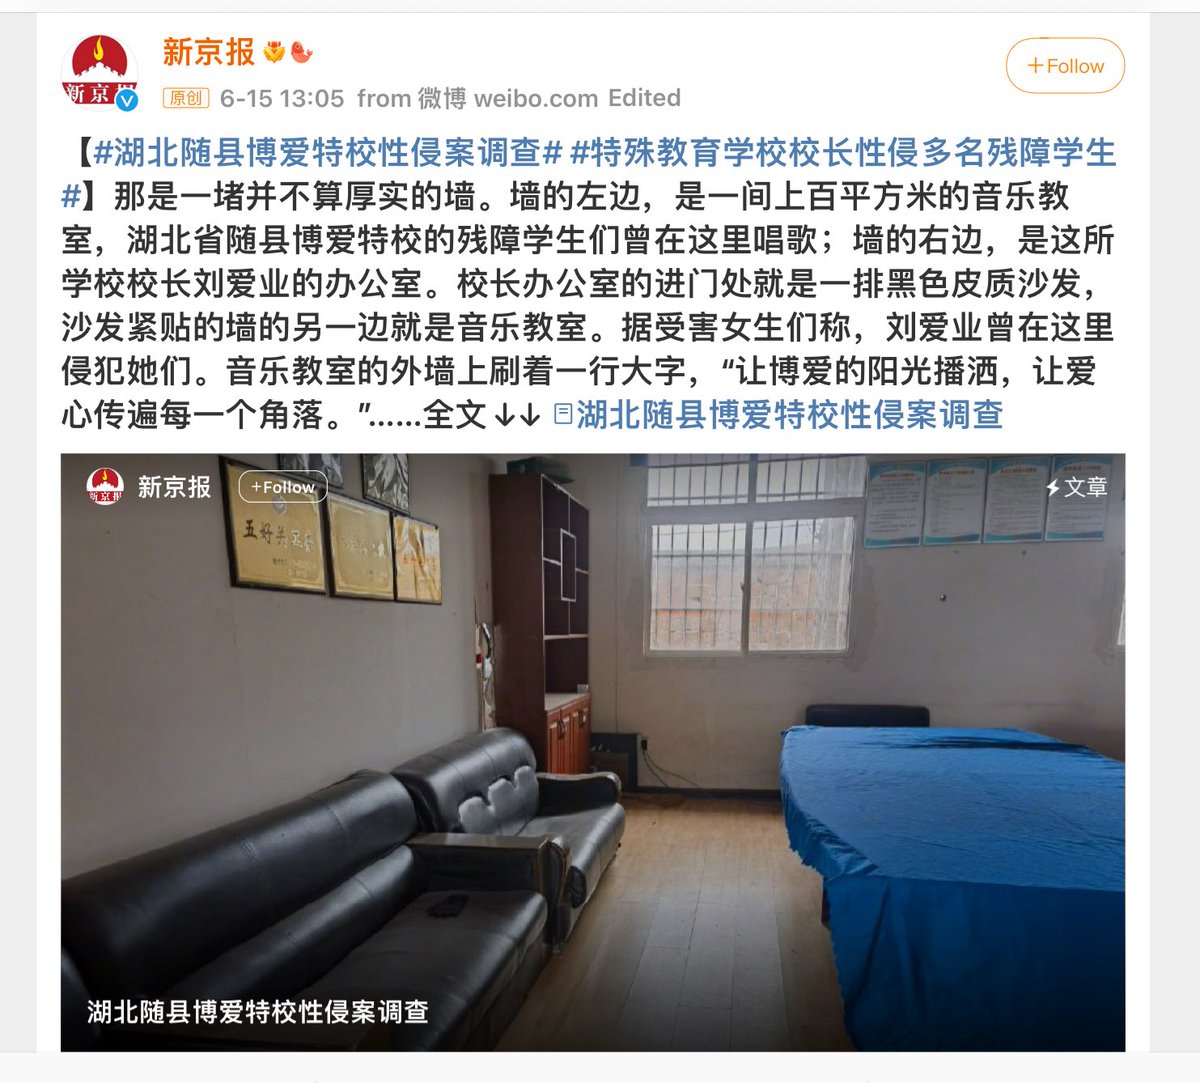 新京报
新京报
原创 6-15 13:05 from 微博 weibo.com Edited
+Follow
【#湖北随县博爱特校性侵案调查# #特殊教育学校校长性侵多名残障学生
#】那是一堵并不算厚实的墙。墙的左边，是一间上百平方米的音乐教
室，湖北省随县博爱特校的残障学生们曾在这里唱歌；墙的右边，是这所
学校校长刘爱业的办公室。校长办公室的进门处就是一排黑色皮质沙发，
沙发紧贴的墙的另一边就是音乐教室。据受害女生们称，刘爱业曾在这里
侵犯她们。音乐教室的外墙上刷着一行大字，“让博爱的阳光播洒，让爱
心传遍每一个角落。”……全文↓↓ 湖北随县博爱特校性侵案调查
新京报
新京报
+Follow
文章
五好关工委
湖北随县博爱特校性侵案调查